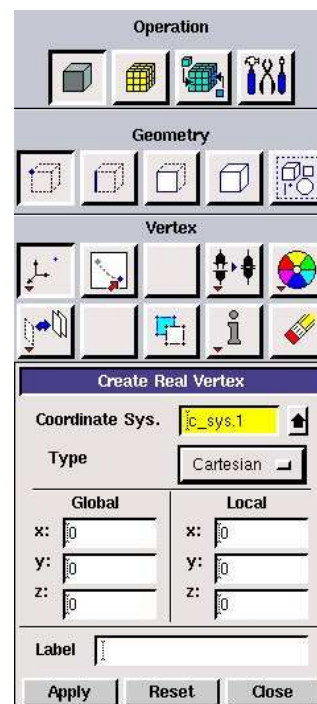 Operation
Geometry
Vertex
Create Real Vertex
Coordinate Sys. c_sys.1
Type Cartesian
Global Local
x: 0 x: 0
y: 0 y: 0
z: 0 z: 0
Label
Apply Reset Close